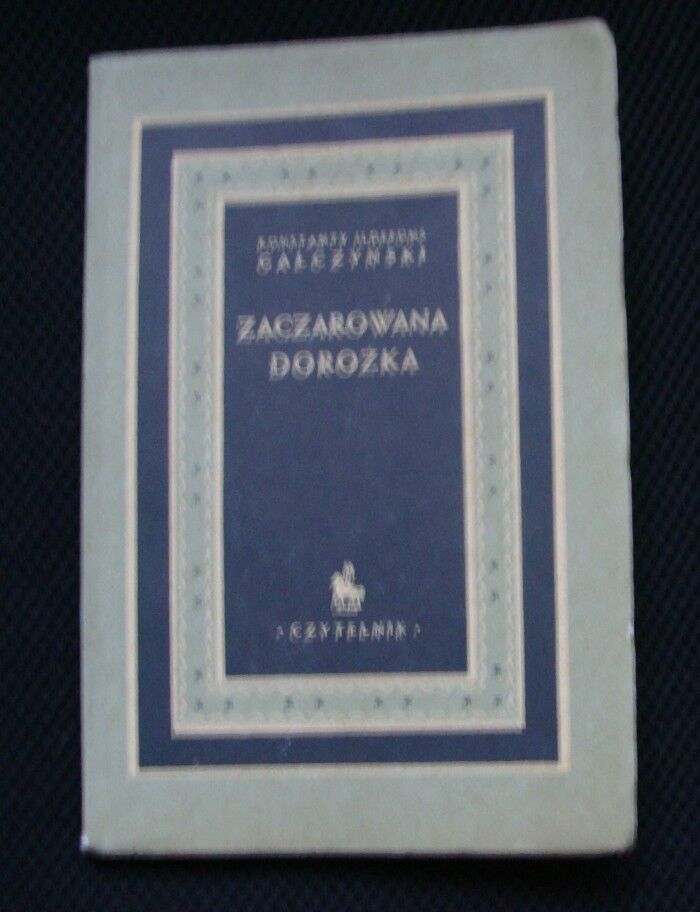 KONSTANTY ILDEFONS
GAŁCZYŃSKI
ZACZAROWANA
DOROŻKA
CZYTELNIK